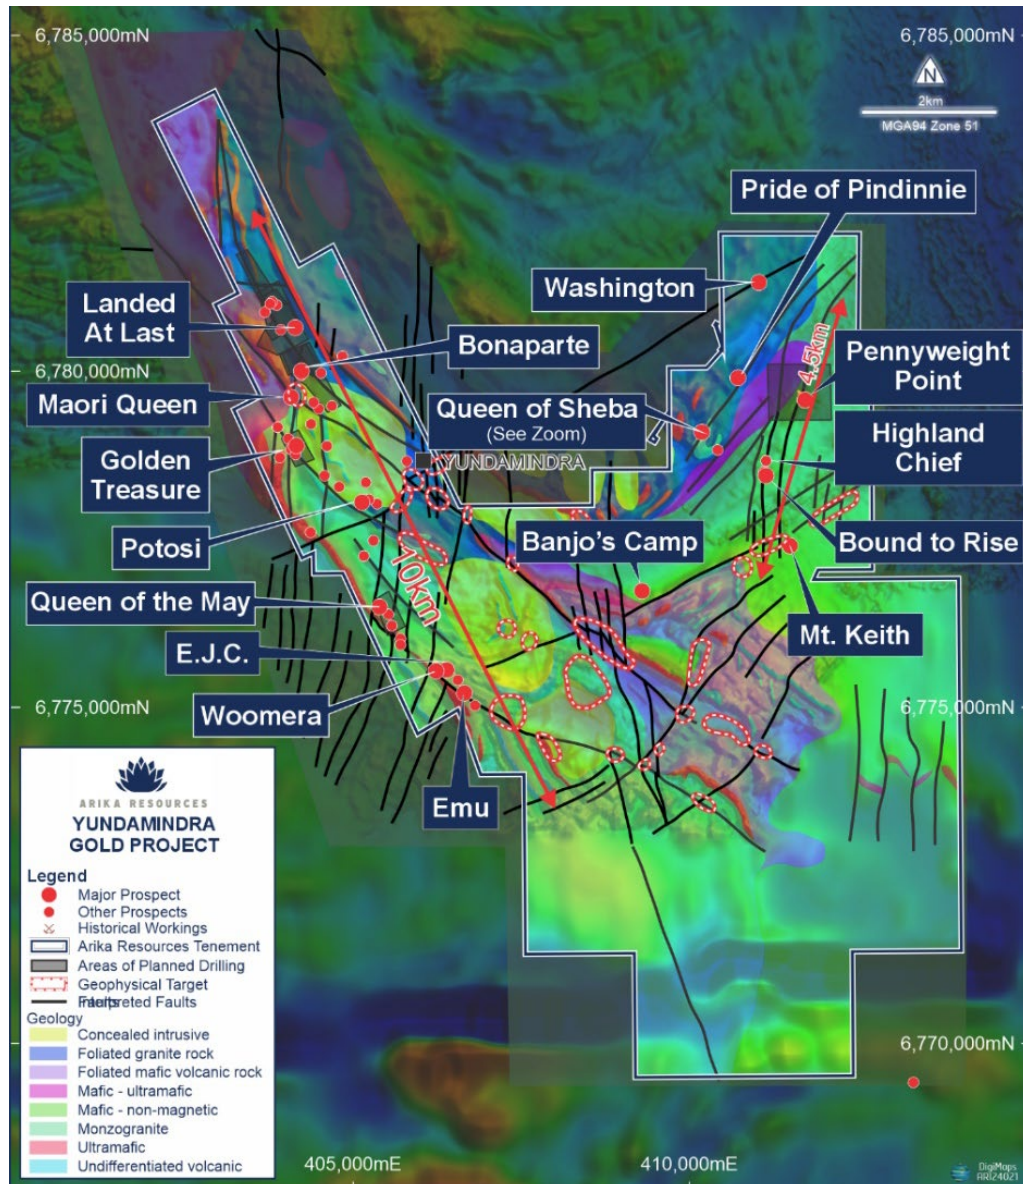 6,785,000mN
6,785,000mN
N
2km
MGA94 Zone 51
Pride of Pindinnie
Washington
Landed
At Last
Bonaparte
4.5km
Pennyweight
Point
6,780,000mN
Maori Queen
Queen of Sheba
(See Zoom)
Highland
Chief
YUNDAMINDRA
Golden
Treasure
Potosi
Banjo's Camp
Bound to Rise
10km
Queen of the May
Mt. Keith
E.J.C.
Woomera
6,775,000mN
6,775,000mN
Emu
ARIKA RESOURCES
YUNDAMINDRA
GOLD PROJECT
Legend
Major Prospect
Other Prospects
Historical Workings
Arika Resources Tenement
Areas of Planned Drilling
Geophysical Target
Interpreted Faults
Faults
Geology
Concealed intrusive
Foliated granite rock
Foliated mafic volcanic rock
Mafic - ultramafic
Mafic - non-magnetic
Monzogranite
Ultramafic
Undifferentiated volcanic
6,770,000mN
405,000mE
410,000mE
DigiMaps
ARI24021